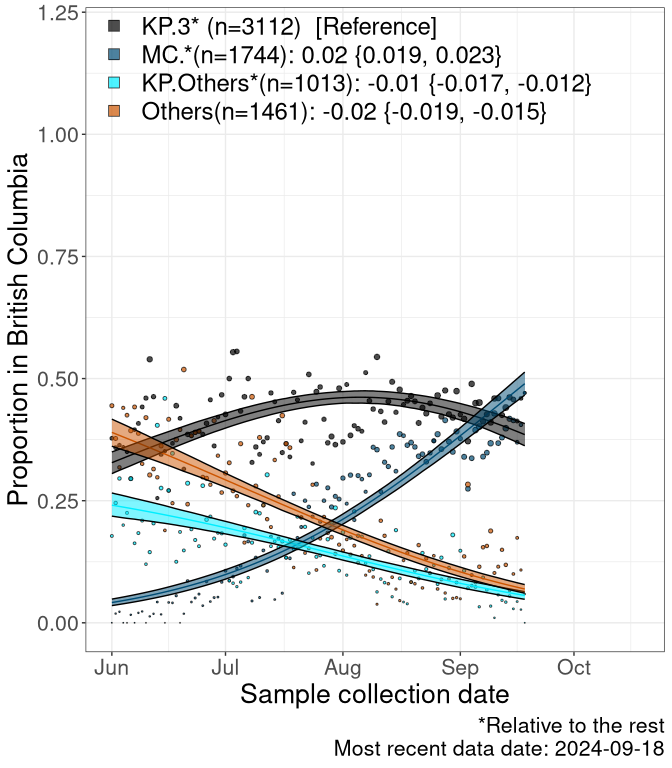 1.25
KP.3* (n=3112)  [Reference]
MC.*(n=1744): 0.02 {0.019, 0.023}
KP.Others*(n=1013): -0.01 {-0.017, -0.012}
Others(n=1461): -0.02 {-0.019, -0.015}
1.00
0.75
0.50
0.25
0.00
Proportion in British Columbia
Jun Jul Aug Sep Oct
Sample collection date
*Relative to the rest
Most recent data date: 2024-09-18